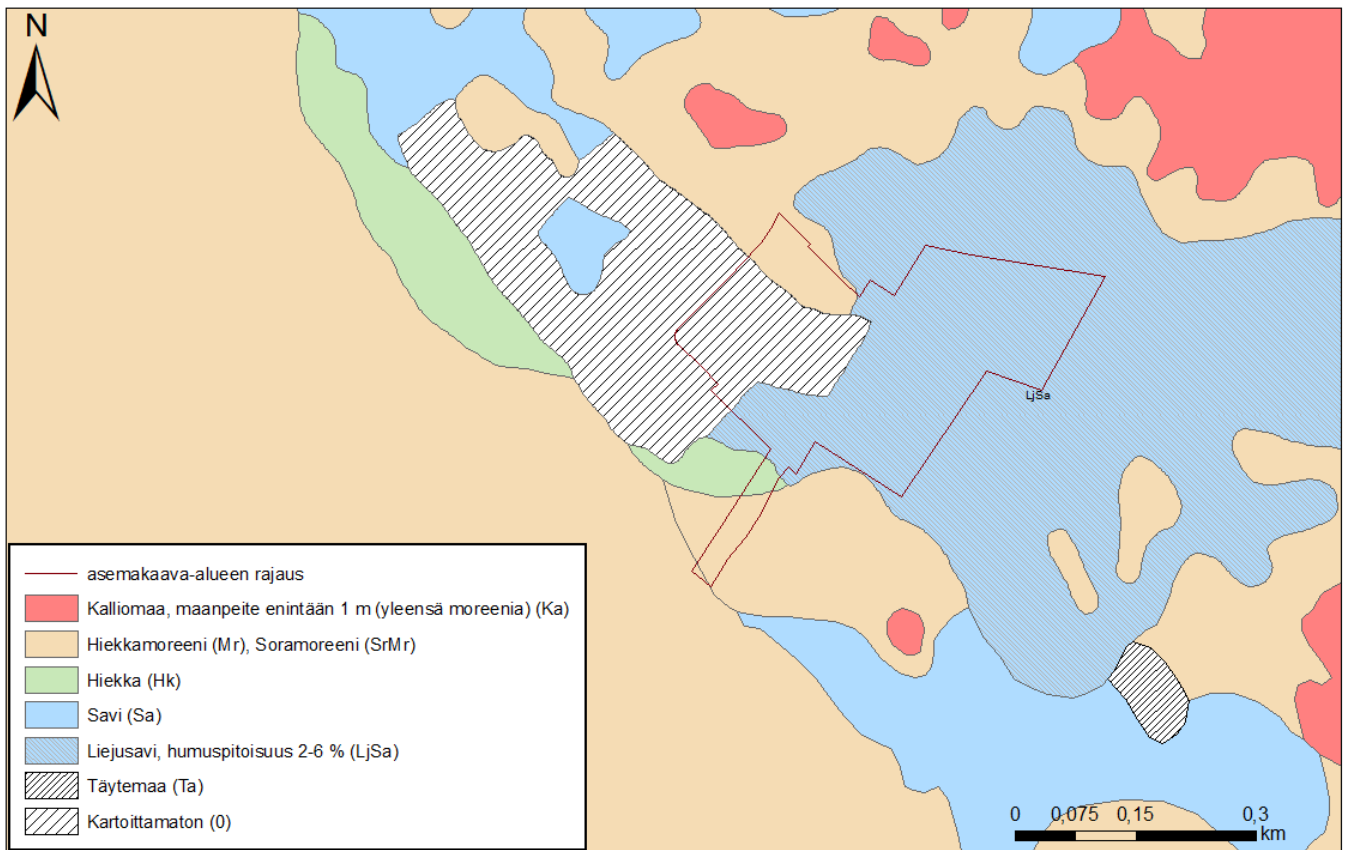 N
LjSa
asemakaava-alueen rajaus
Kalliomaa, maanpeite enintään 1 m (yleensä moreenia) (Ka)
Hiekkamoreeni (Mr), Soramoreeni (SrMr)
Hiekka (Hk)
Savi (Sa)
Liejusavi, humuspitoisuus 2-6 % (LjSa)
Täytemaa (Ta)
Kartoittamaton (0)
0 0,075 0,15 0,3
km